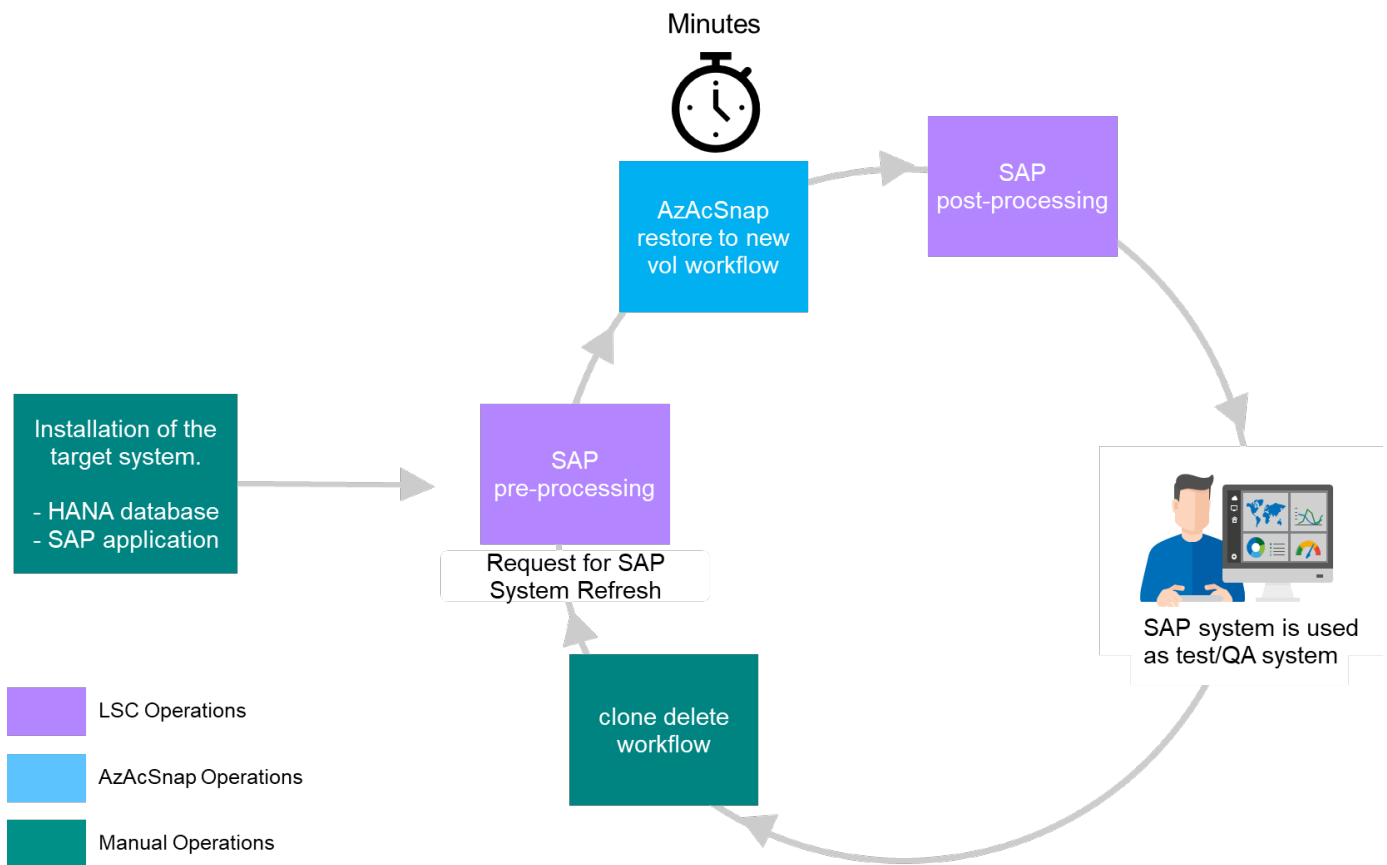 Minutes
AzAcSnap
restore to new
vol workflow
SAP
post-processing
Installation of the
target system.
- HANA database
- SAP application
SAP
pre-processing
Request for SAP
System Refresh
SAP system is used
as test/QA system
clone delete
workflow
LSC Operations
AzAcSnap Operations
Manual Operations